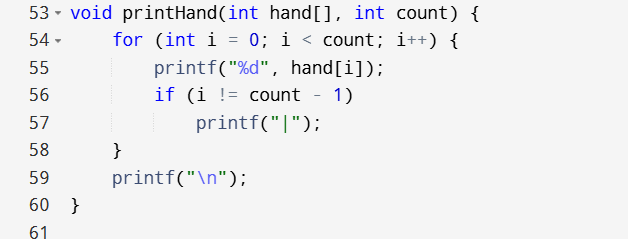 53 void printHand(int hand[], int count) {
54     for (int i = 0; i < count; i++) {
55         printf("%d", hand[i]);
56         if (i != count - 1)
57             printf("|");
58     }
59     printf("\n");
60 }
61